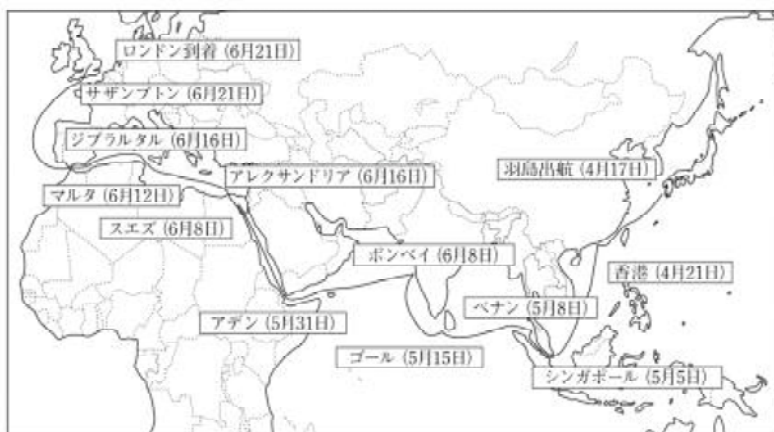 ロンドン到着 (6月21日)
サザンプトン (6月21日)
ジブラルタル (6月16日)
アレクサンドリア (6月16日)
羽島出航 (4月17日)
マルタ (6月12日)
スエズ (6月8日)
ボンベイ (6月8日)
香港 (4月21日)
ペナン (5月8日)
アデン (5月31日)
ゴール (5月15日)
シンガポール (5月5日)